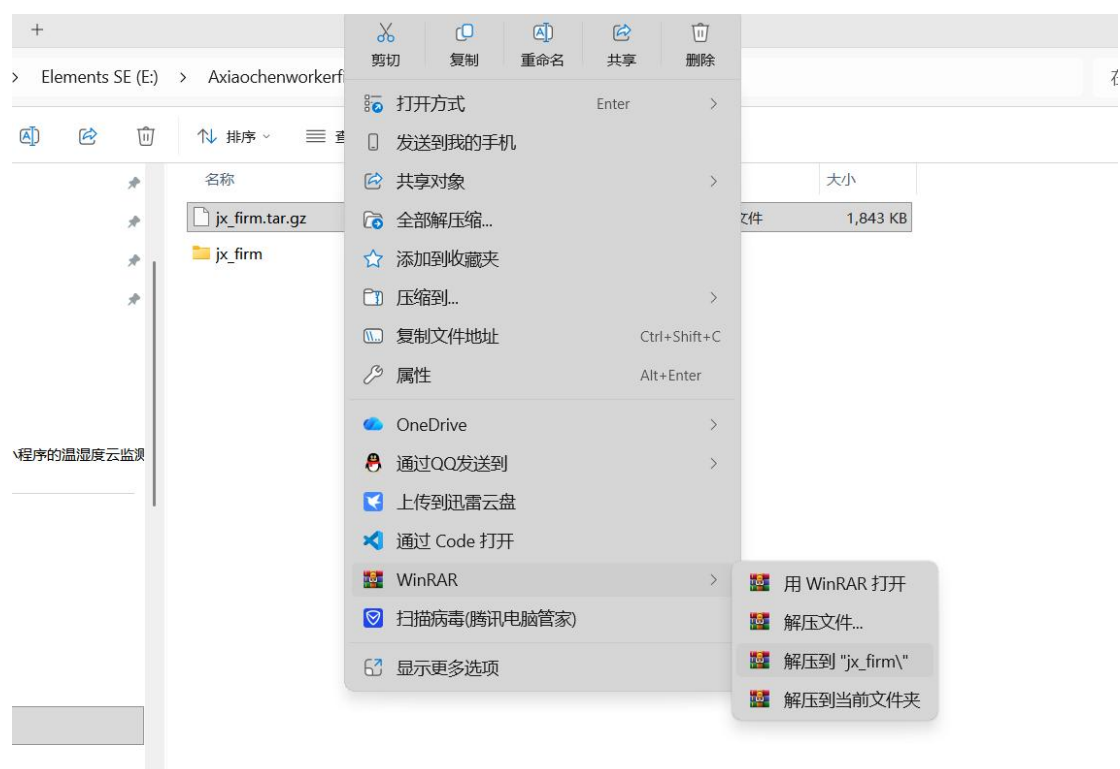 剪切 复制 重命名 共享 删除
Elements SE (E:) > Axiaochenworkerfi
打开方式 Enter
排序
发送到我的手机
名称
共享对象
大小
jx_firm.tar.gz
全部解压缩...
文件 1,843 KB
jx_firm
添加到收藏夹
压缩到...
复制文件地址 Ctrl+Shift+C
属性 Alt+Enter
OneDrive
程序的温湿度云监测
通过QQ发送到
上传到迅雷云盘
通过 Code 打开
WinRAR
用 WinRAR 打开
扫描病毒(腾讯电脑管家)
解压文件...
解压到 "jx_firm\"
显示更多选项
解压到当前文件夹